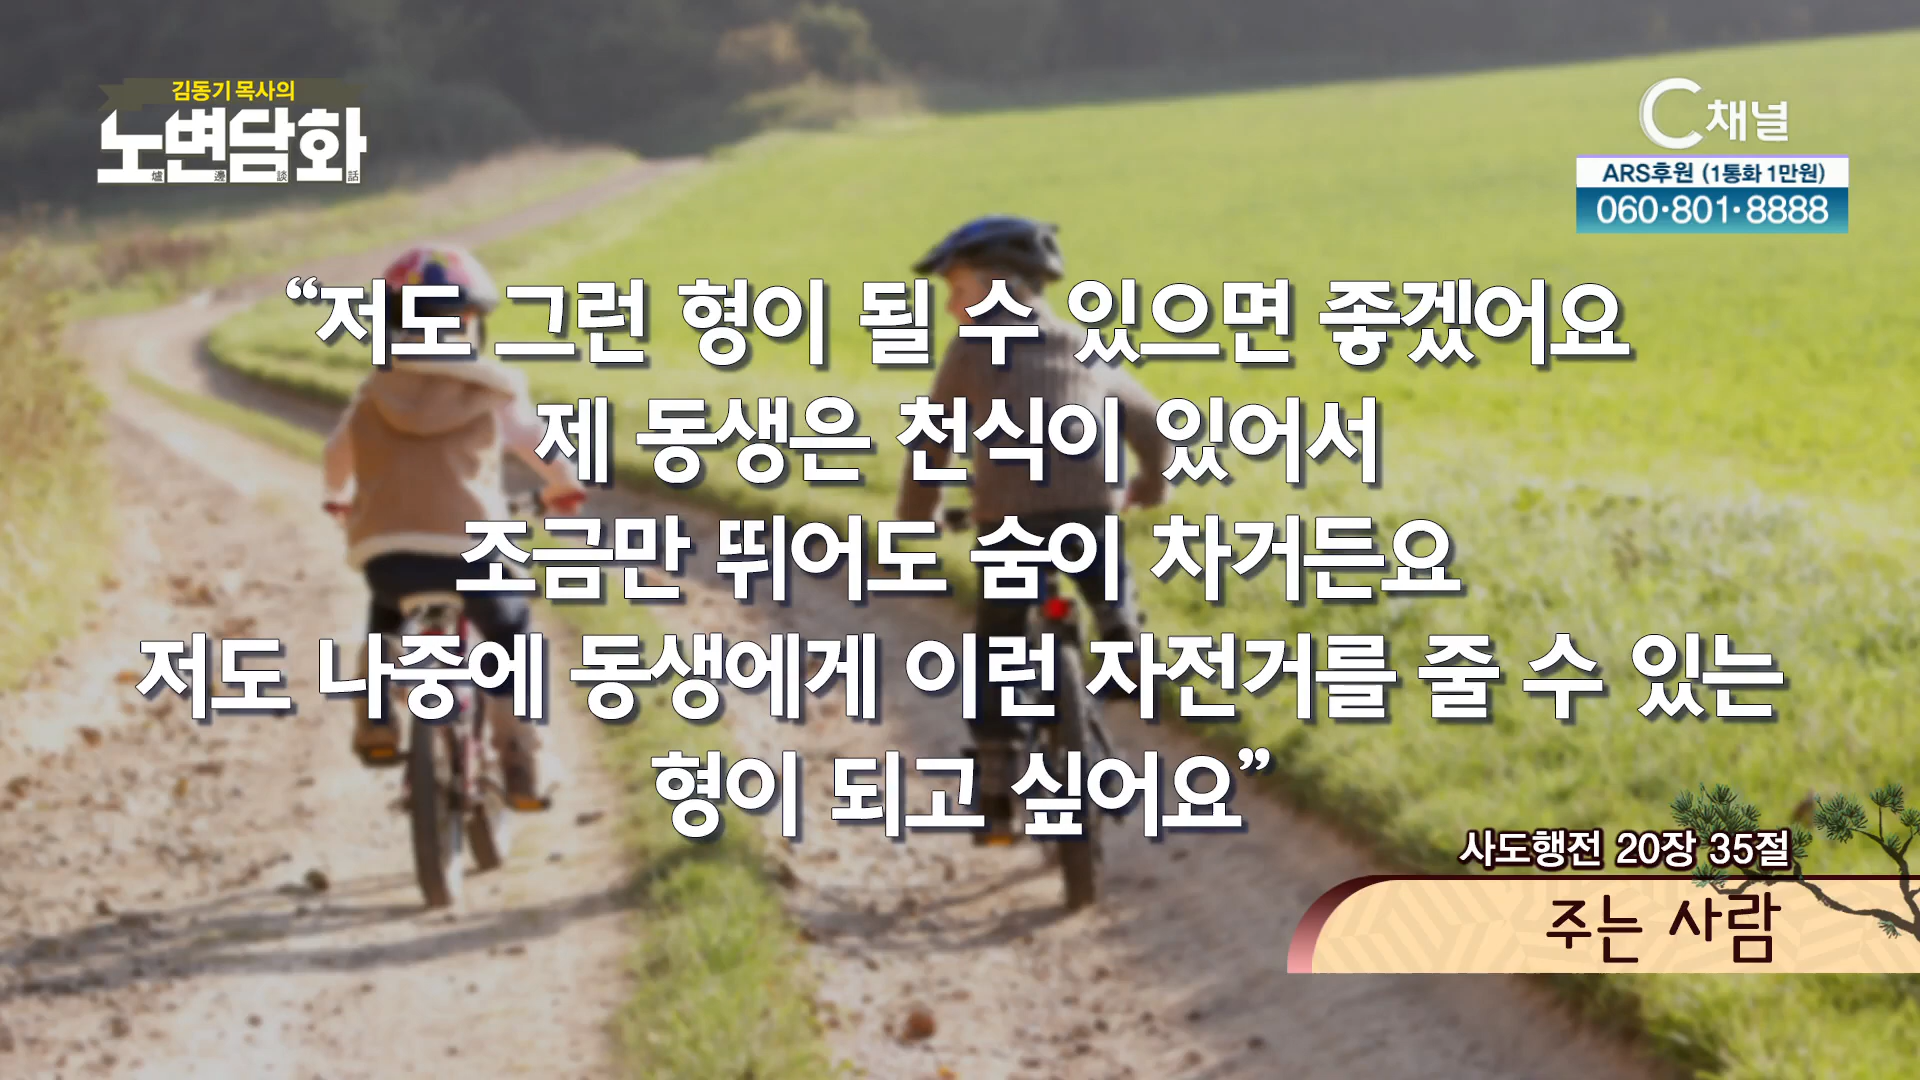 김동기 목사의
노변담화
爐邊談話
C채널
ARS후원 (1통화 1만원)
060·801·8888
“저도 그런 형이 될 수 있으면 좋겠어요
제 동생은 천식이 있어서
조금만 뛰어도 숨이 차거든요
저도 나중에 동생에게 이런 자전거를 줄 수 있는
형이 되고 싶어요”
사도행전 20장 35절
주는 사람